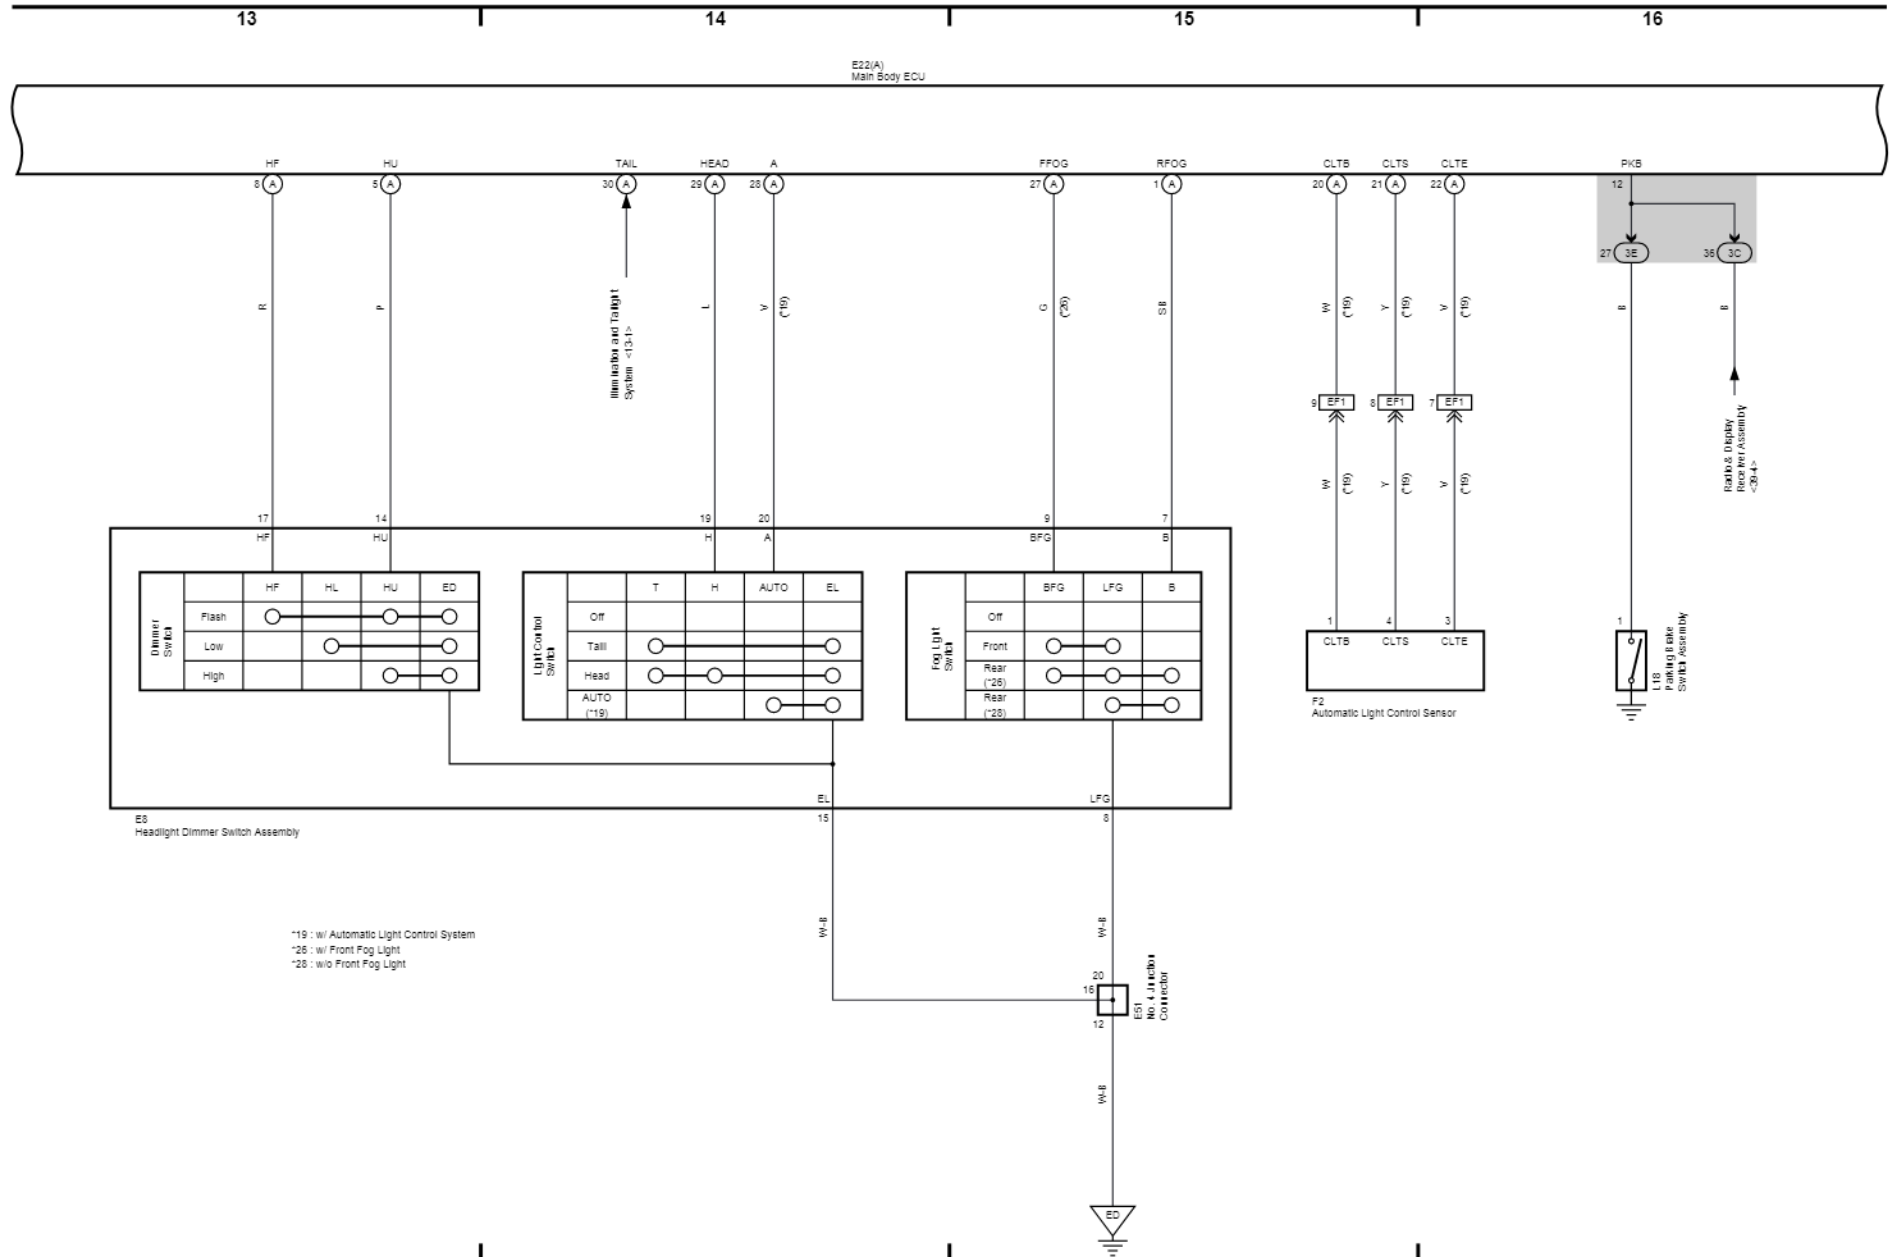 13 14 15 16
E22(A)
Main Body ECU
HF HU TAIL HEAD A FFOG RFOG CLTB CLTS CLTE PKB
8 A 5 A 30 A 29 A 28 A 27 A 1 A 20 A 21 A 22 A 12
27 3E 36 3C
R P L V (*19) G (*26) SB W (*19) Y (*19) V (*19) B B
Illumination and Taillight
System <13-1>
9 EF1 8 EF1 7 EF1
Radio & Display
Receiver Assembly
<39-4>
W (*19) Y (*19) V (*19)
17 14 19 20 9 7
HF HU H A BFG B
Dimmer
Switch
HF HL HU ED
Flash
Low
High
Light Control
Switch
T H AUTO EL
Off
Taill
Head
AUTO
(*19)
Fog Light
Switch
BFG LFG B
Off
Front
Rear
(*26)
Rear
(*28)
1 4 3
CLTB CLTS CLTE
F2
Automatic Light Control Sensor
1
L18
Parking Brake
Switch Assembly
EL LFG
15 8
E8
Headlight Dimmer Switch Assembly
W-B W-B
*19 : w/ Automatic Light Control System
*26 : w/ Front Fog Light
*28 : w/o Front Fog Light
20
16
12
E51
No. 4 Junction
Connector
W-B
ED